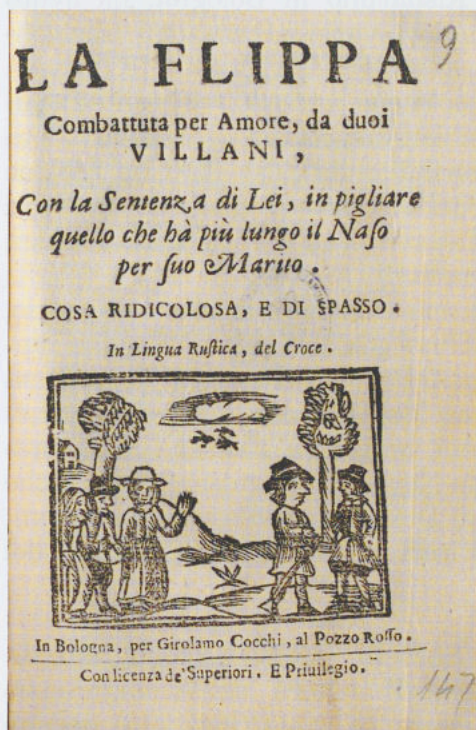 9
LA FLIPPA
Combattuta per Amore, da duoi
VILLANI,
Con la Sentenza di Lei, in pigliare
quello che hà più lungo il Naſo
per ſuo Marito.
COSA RIDICOLOSA, E DI SPASSO.
In Lingua Ruſtica, del Croce.
In Bologna, per Girolamo Cocchi, al Pozzo Roſſo.
Con licenza de' Superiori. E Priuilegio.
147